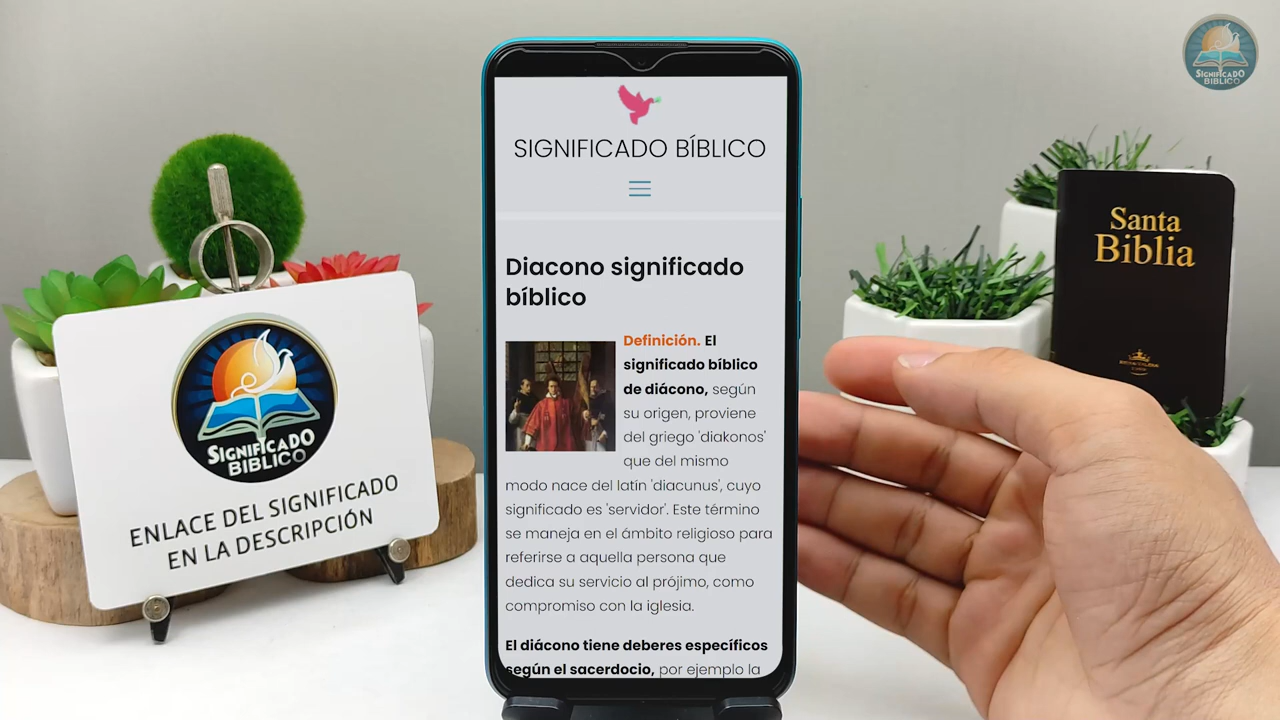 SIGNIFICADO
BIBLICO
SIGNIFICADO BÍBLICO
Diacono significado
bíblico
Definición. El
significado bíblico
de diácono, según
su origen, proviene
del griego 'diakonos'
que del mismo
modo nace del latín 'diacunus', cuyo
significado es 'servidor'. Este término
se maneja en el ámbito religioso para
referirse a aquella persona que
dedica su servicio al prójimo, como
compromiso con la iglesia.
El diácono tiene deberes específicos
según el sacerdocio, por ejemplo la
SIGNIFICADO
BIBLICO
ENLACE DEL SIGNIFICADO
EN LA DESCRIPCIÓN
Santa
Biblia